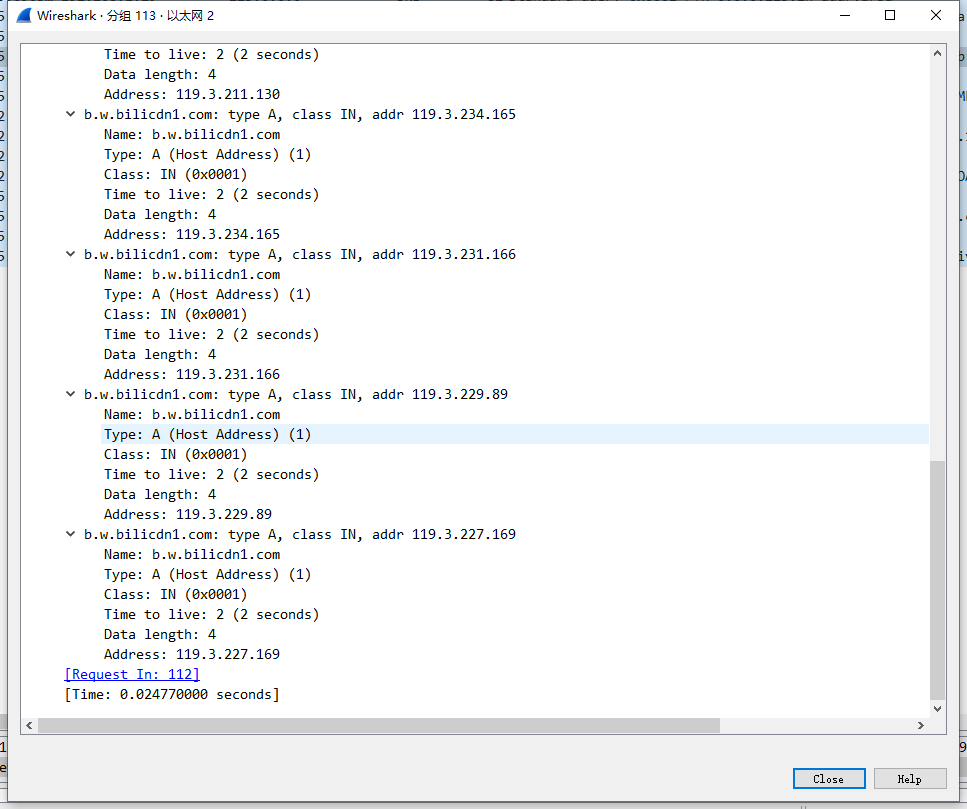 Wireshark · 分组 113 · 以太网 2
Time to live: 2 (2 seconds)
Data length: 4
Address: 119.3.211.130
b.w.bilicdn1.com: type A, class IN, addr 119.3.234.165
Name: b.w.bilicdn1.com
Type: A (Host Address) (1)
Class: IN (0x0001)
Time to live: 2 (2 seconds)
Data length: 4
Address: 119.3.234.165
b.w.bilicdn1.com: type A, class IN, addr 119.3.231.166
Name: b.w.bilicdn1.com
Type: A (Host Address) (1)
Class: IN (0x0001)
Time to live: 2 (2 seconds)
Data length: 4
Address: 119.3.231.166
b.w.bilicdn1.com: type A, class IN, addr 119.3.229.89
Name: b.w.bilicdn1.com
Type: A (Host Address) (1)
Class: IN (0x0001)
Time to live: 2 (2 seconds)
Data length: 4
Address: 119.3.229.89
b.w.bilicdn1.com: type A, class IN, addr 119.3.227.169
Name: b.w.bilicdn1.com
Type: A (Host Address) (1)
Class: IN (0x0001)
Time to live: 2 (2 seconds)
Data length: 4
Address: 119.3.227.169
[Request In: 112]
[Time: 0.024770000 seconds]
Close
Help